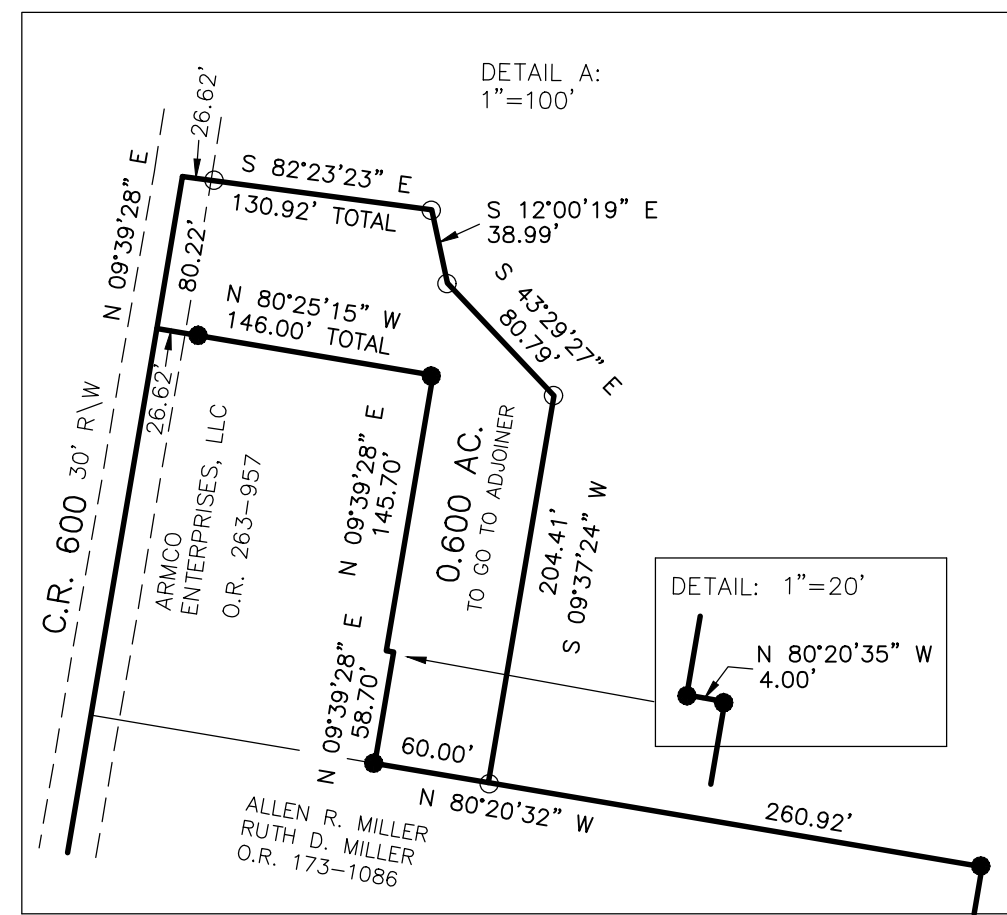 DETAIL A:
1"=100'
26.62'
N 09°39'28" E
S 82°23'23" E
130.92' TOTAL
S 12°00'19" E
38.99'
80.22'
S 43°29'27" E
80.79'
N 80°25'15" W
146.00' TOTAL
26.62'
C.R. 600 30' R\W
ARMCO
ENTERPRISES, LLC
O.R. 263-957
N 09°39'28" E
145.70'
0.600 AC.
TO GO TO ADJOINER
204.41'
S 09°37'24" W
DETAIL: 1"=20'
N 80°20'35" W
4.00'
N 09°39'28" E
58.70'
60.00'
N 80°20'32" W
260.92'
ALLEN R. MILLER
RUTH D. MILLER
O.R. 173-1086